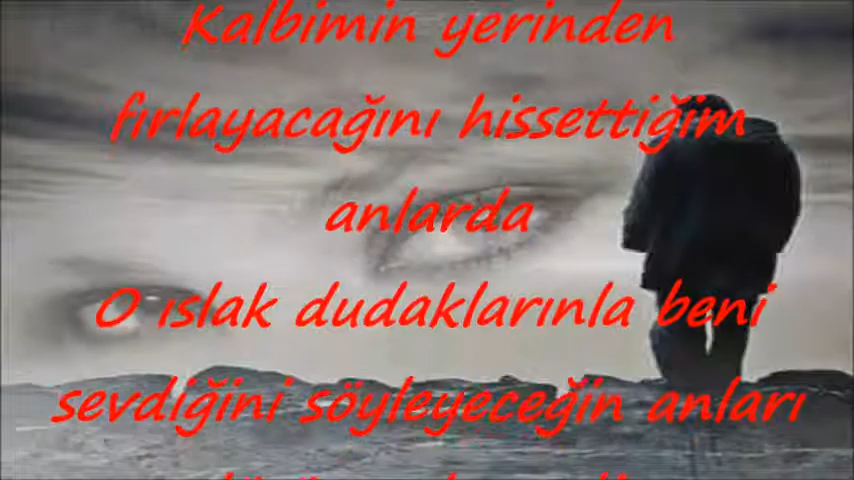 Kalbimin yerinden
fırlayacağını hissettiğim
anlarda
O ıslak dudaklarınla beni
sevdiğini söyleyeceğin anları